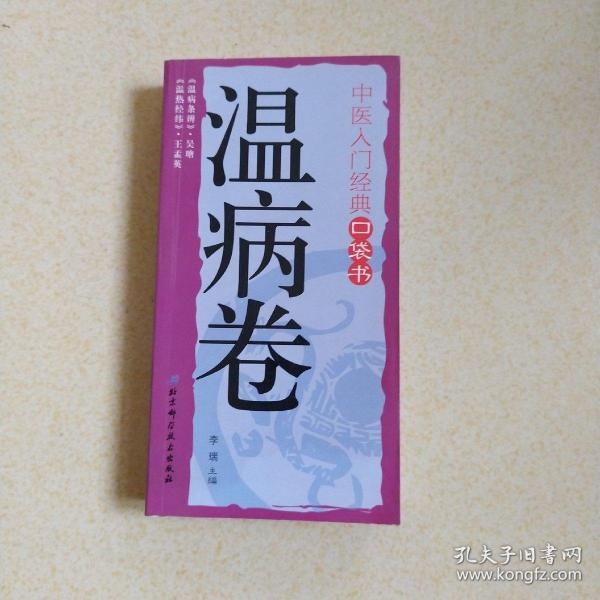 中医入门经典口袋书
温病卷
《温病条辨》·吴瑭
《温热经纬》·王孟英
李瑞 主编
北京科学技术出版社
孔夫子旧书网
www.kongfz.com